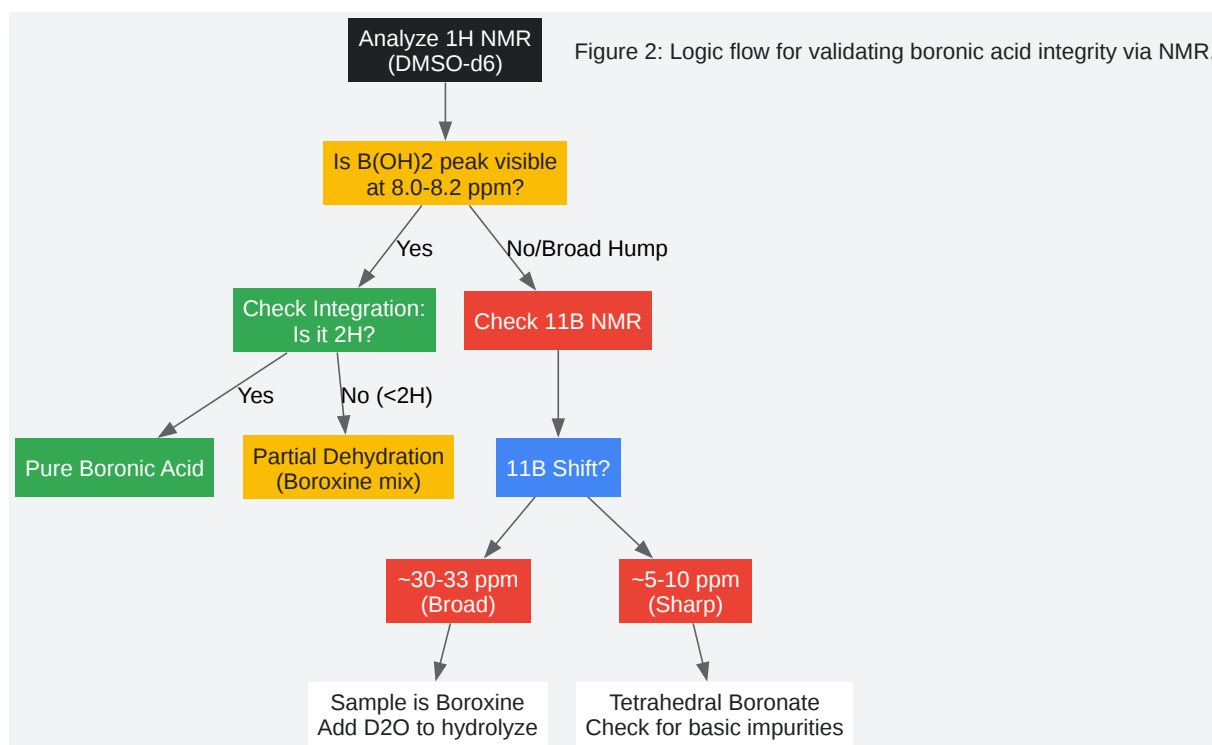 Analyze 1H NMR
(DMSO-d6)
Figure 2: Logic flow for validating boronic acid integrity via NMR.
Is B(OH)2 peak visible
at 8.0-8.2 ppm?
Yes
No/Broad Hump
Check Integration:
Is it 2H?
Check 11B NMR
Yes
No (<2H)
Pure Boronic Acid
Partial Dehydration
(Boroxine mix)
11B Shift?
~30-33 ppm
(Broad)
~5-10 ppm
(Sharp)
Sample is Boroxine
Add D2O to hydrolyze
Tetrahedral Boronate
Check for basic impurities